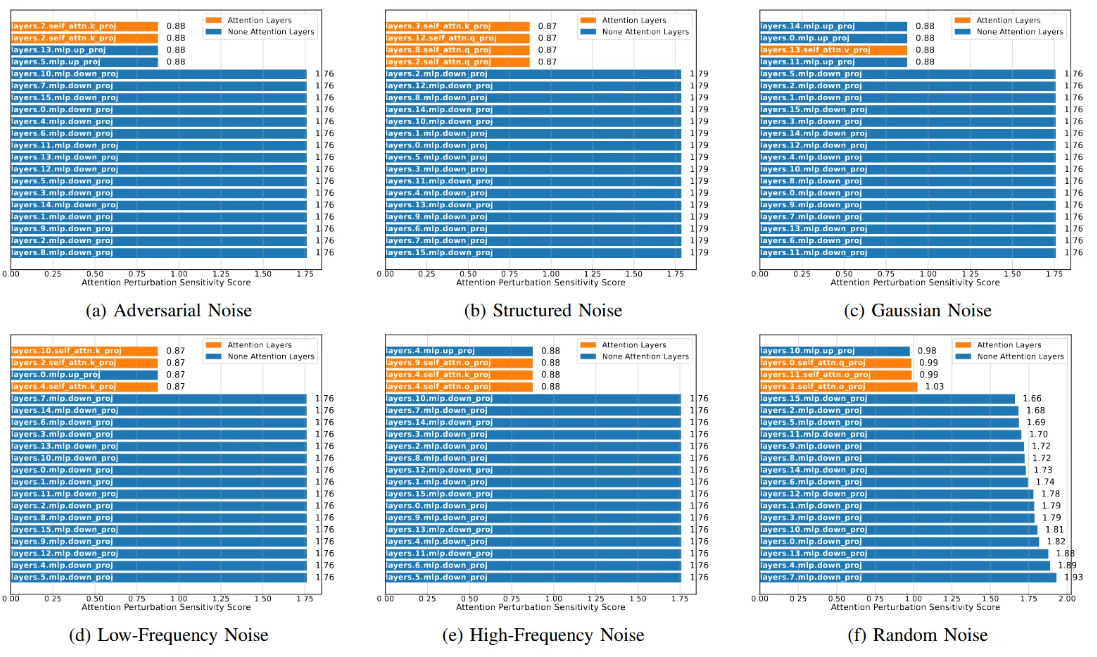 layers.7.self_attn.k_proj 0.88
layers.2.self_attn.k_proj 0.88
layers.13.mlp.up_proj 0.88
layers.5.mlp.up_proj 0.88
layers.10.mlp.down_proj 1.76
layers.7.mlp.down_proj 1.76
layers.15.mlp.down_proj 1.76
layers.0.mlp.down_proj 1.76
layers.4.mlp.down_proj 1.76
layers.6.mlp.down_proj 1.76
layers.11.mlp.down_proj 1.76
layers.13.mlp.down_proj 1.76
layers.12.mlp.down_proj 1.76
layers.5.mlp.down_proj 1.76
layers.3.mlp.down_proj 1.76
layers.14.mlp.down_proj 1.76
layers.1.mlp.down_proj 1.76
layers.9.mlp.down_proj 1.76
layers.2.mlp.down_proj 1.76
layers.8.mlp.down_proj 1.76
Attention Layers
None Attention Layers
0.00 0.25 0.50 0.75 1.00 1.25 1.50 1.75
Attention Perturbation Sensitivity Score
(a) Adversarial Noise
layers.3.self_attn.k_proj 0.87
layers.12.self_attn.q_proj 0.87
layers.8.self_attn.q_proj 0.87
layers.2.self_attn.q_proj 0.87
layers.2.mlp.down_proj 1.79
layers.12.mlp.down_proj 1.79
layers.8.mlp.down_proj 1.79
layers.14.mlp.down_proj 1.79
layers.10.mlp.down_proj 1.79
layers.1.mlp.down_proj 1.79
layers.0.mlp.down_proj 1.79
layers.5.mlp.down_proj 1.79
layers.3.mlp.down_proj 1.79
layers.11.mlp.down_proj 1.79
layers.4.mlp.down_proj 1.79
layers.13.mlp.down_proj 1.79
layers.9.mlp.down_proj 1.79
layers.6.mlp.down_proj 1.79
layers.7.mlp.down_proj 1.79
layers.15.mlp.down_proj 1.79
Attention Layers
None Attention Layers
0.00 0.25 0.50 0.75 1.00 1.25 1.50 1.75
Attention Perturbation Sensitivity Score
(b) Structured Noise
layers.14.mlp.up_proj 0.88
layers.0.mlp.up_proj 0.88
layers.13.self_attn.v_proj 0.88
layers.11.mlp.up_proj 0.88
layers.5.mlp.down_proj 1.76
layers.2.mlp.down_proj 1.76
layers.1.mlp.down_proj 1.76
layers.15.mlp.down_proj 1.76
layers.3.mlp.down_proj 1.76
layers.14.mlp.down_proj 1.76
layers.12.mlp.down_proj 1.76
layers.4.mlp.down_proj 1.76
layers.10.mlp.down_proj 1.76
layers.8.mlp.down_proj 1.76
layers.0.mlp.down_proj 1.76
layers.9.mlp.down_proj 1.76
layers.7.mlp.down_proj 1.76
layers.13.mlp.down_proj 1.76
layers.6.mlp.down_proj 1.76
layers.11.mlp.down_proj 1.76
Attention Layers
None Attention Layers
0.00 0.25 0.50 0.75 1.00 1.25 1.50 1.75
Attention Perturbation Sensitivity Score
(c) Gaussian Noise
layers.10.self_attn.k_proj 0.87
layers.2.self_attn.k_proj 0.87
layers.0.mlp.up_proj 0.87
layers.4.self_attn.k_proj 0.87
layers.7.mlp.down_proj 1.76
layers.14.mlp.down_proj 1.76
layers.6.mlp.down_proj 1.76
layers.3.mlp.down_proj 1.76
layers.13.mlp.down_proj 1.76
layers.10.mlp.down_proj 1.76
layers.0.mlp.down_proj 1.76
layers.1.mlp.down_proj 1.76
layers.11.mlp.down_proj 1.76
layers.2.mlp.down_proj 1.76
layers.8.mlp.down_proj 1.76
layers.15.mlp.down_proj 1.76
layers.9.mlp.down_proj 1.76
layers.12.mlp.down_proj 1.76
layers.4.mlp.down_proj 1.76
layers.5.mlp.down_proj 1.76
Attention Layers
None Attention Layers
0.00 0.25 0.50 0.75 1.00 1.25 1.50 1.75
Attention Perturbation Sensitivity Score
(d) Low-Frequency Noise
layers.4.mlp.up_proj 0.88
layers.9.self_attn.o_proj 0.88
layers.4.self_attn.k_proj 0.88
layers.4.self_attn.o_proj 0.88
layers.10.mlp.down_proj 1.76
layers.7.mlp.down_proj 1.76
layers.14.mlp.down_proj 1.76
layers.3.mlp.down_proj 1.76
layers.2.mlp.down_proj 1.76
layers.8.mlp.down_proj 1.76
layers.12.mlp.down_proj 1.76
layers.1.mlp.down_proj 1.76
layers.15.mlp.down_proj 1.76
layers.0.mlp.down_proj 1.76
layers.9.mlp.down_proj 1.76
layers.13.mlp.down_proj 1.76
layers.4.mlp.down_proj 1.76
layers.11.mlp.down_proj 1.76
layers.6.mlp.down_proj 1.76
layers.5.mlp.down_proj 1.76
Attention Layers
None Attention Layers
0.00 0.25 0.50 0.75 1.00 1.25 1.50 1.75
Attention Perturbation Sensitivity Score
(e) High-Frequency Noise
layers.10.mlp.up_proj 0.98
layers.0.self_attn.q_proj 0.99
layers.11.self_attn.o_proj 0.99
layers.3.self_attn.o_proj 1.03
layers.15.mlp.down_proj 1.66
layers.2.mlp.down_proj 1.68
layers.5.mlp.down_proj 1.69
layers.11.mlp.down_proj 1.70
layers.9.mlp.down_proj 1.72
layers.8.mlp.down_proj 1.72
layers.14.mlp.down_proj 1.73
layers.6.mlp.down_proj 1.74
layers.12.mlp.down_proj 1.78
layers.1.mlp.down_proj 1.79
layers.3.mlp.down_proj 1.79
layers.10.mlp.down_proj 1.81
layers.0.mlp.down_proj 1.82
layers.13.mlp.down_proj 1.88
layers.4.mlp.down_proj 1.89
layers.7.mlp.down_proj 1.93
Attention Layers
None Attention Layers
0.00 0.25 0.50 0.75 1.00 1.25 1.50 1.75 2.00
Attention Perturbation Sensitivity Score
(f) Random Noise